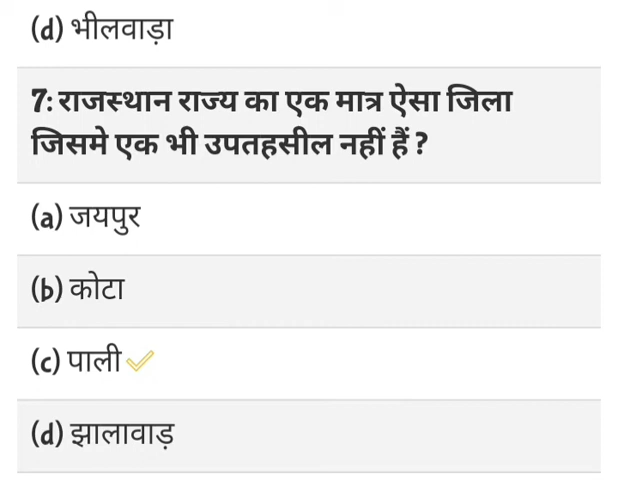 (d) भीलवाड़ा
7: राजस्थान राज्य का एक मात्र ऐसा जिला
जिसमे एक भी उपतहसील नहीं हैं ?
(a) जयपुर
(b) कोटा
(c) पाली
(d) झालावाड़